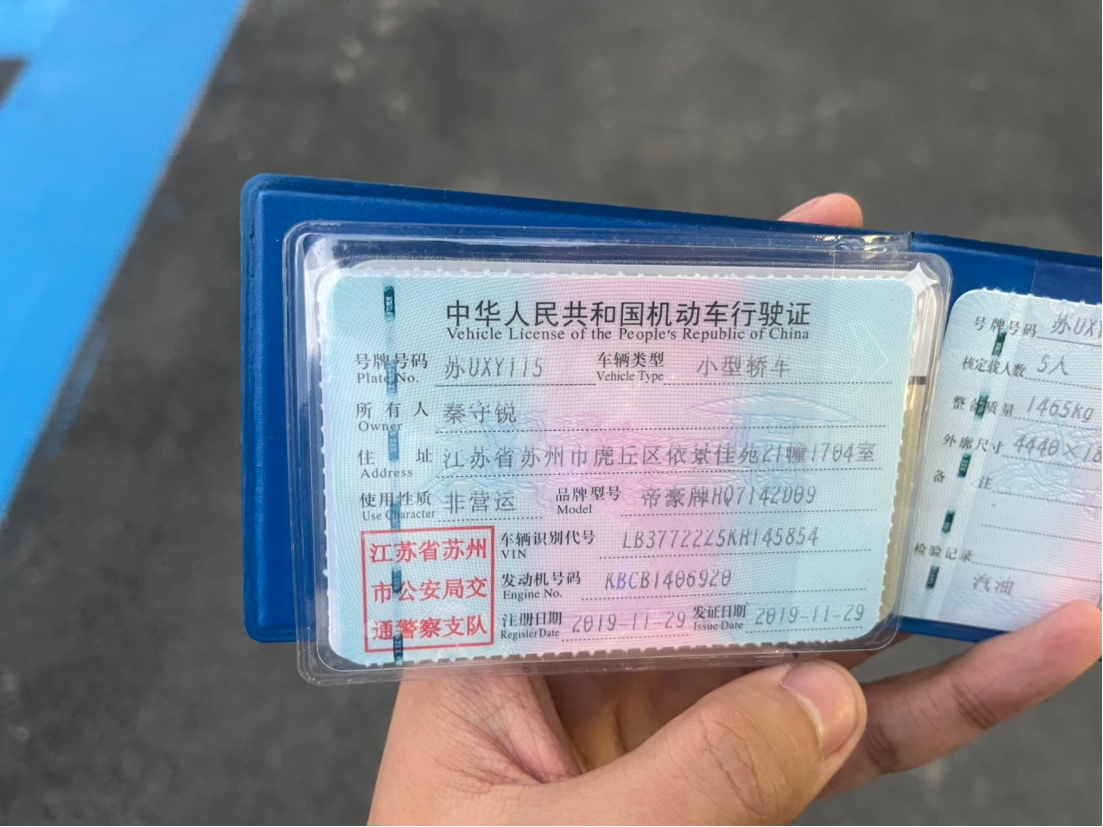 中华人民共和国机动车行驶证
Vehicle License of the People's Republic of China
号牌号码 苏UXY115 车辆类型 小型轿车
Plate No. Vehicle Type
所有人 秦守锐
Owner
住址 江苏省苏州市虎丘区依景佳苑21幢1704室
Address
使用性质 非营运 品牌型号 帝豪牌HQ7142D09
Use Character Model
江苏省苏州
市公安局交
通警察支队
车辆识别代号 LB37722Z5KH145854
VIN
发动机号码 KBCB1406920
Engine No.
注册日期 2019-11-29 发证日期 2019-11-29
Register Date Issue Date
号牌号码 苏UX
核定载人数 5人
整备质量 1465kg
外廓尺寸 4440×18
备注
检验记录
汽油